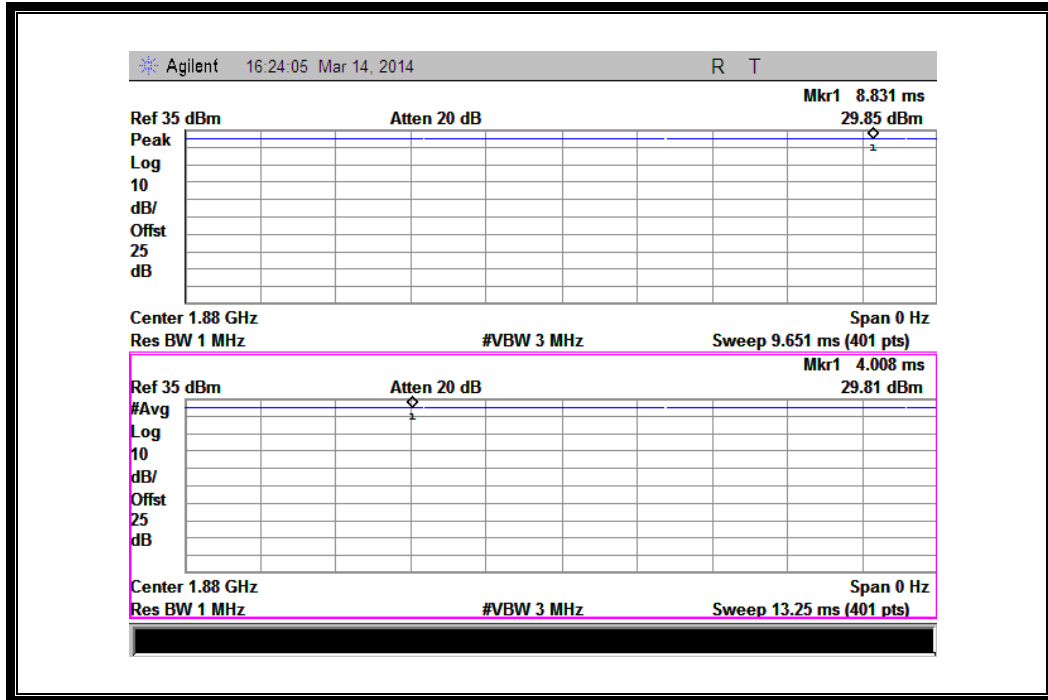 Agilent 16:24:05 Mar 14, 2014 R T
Mkr1 8.831 ms
Ref 35 dBm Atten 20 dB 29.85 dBm
Peak
Log
10
dB/
Offst
25
dB
1
Center 1.88 GHz Span 0 Hz
Res BW 1 MHz #VBW 3 MHz Sweep 9.651 ms (401 pts)
Mkr1 4.008 ms
Ref 35 dBm Atten 20 dB 29.81 dBm
#Avg
Log
10
dB/
Offst
25
dB
1
Center 1.88 GHz Span 0 Hz
Res BW 1 MHz #VBW 3 MHz Sweep 13.25 ms (401 pts)